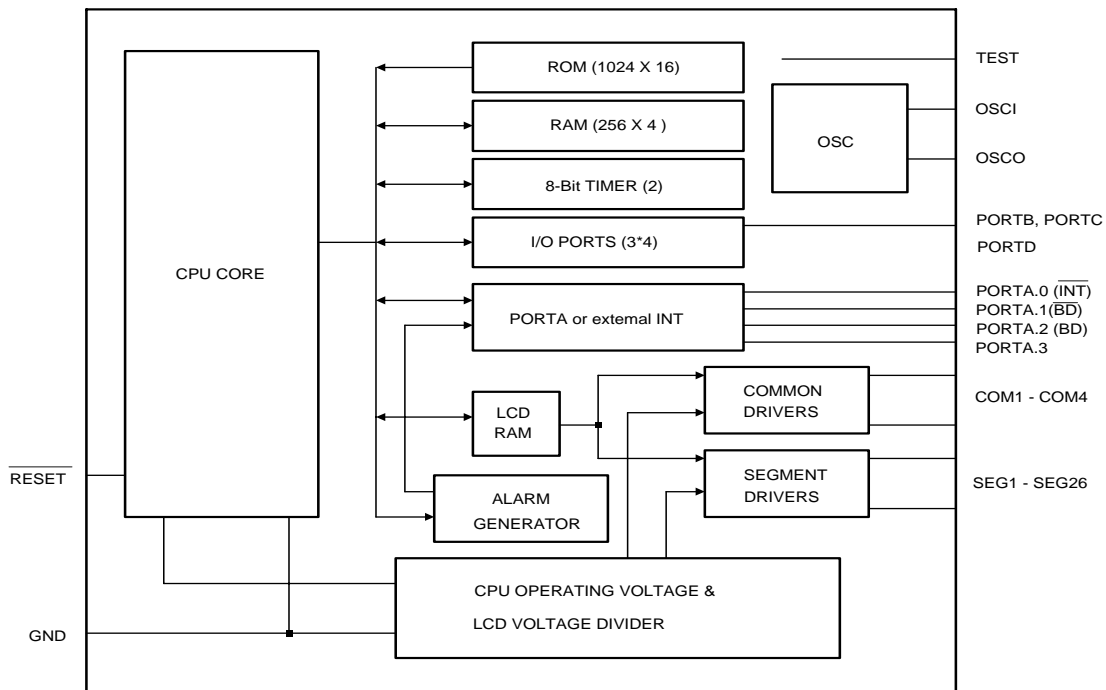 ROM (1024 X 16)
TEST
RAM (256 X 4 )
OSC
OSCI
OSCO
8-Bit TIMER (2)
I/O PORTS (3*4)
PORTB, PORTC
PORTD
CPU CORE
PORTA or external INT
PORTA.0 (INT)
PORTA.1(BD)
PORTA.2 (BD)
PORTA.3
LCD
RAM
COMMON
DRIVERS
COM1 - COM4
RESET
ALARM
GENERATOR
SEGMENT
DRIVERS
SEG1 - SEG26
CPU OPERATING VOLTAGE &
LCD VOLTAGE DIVIDER
GND